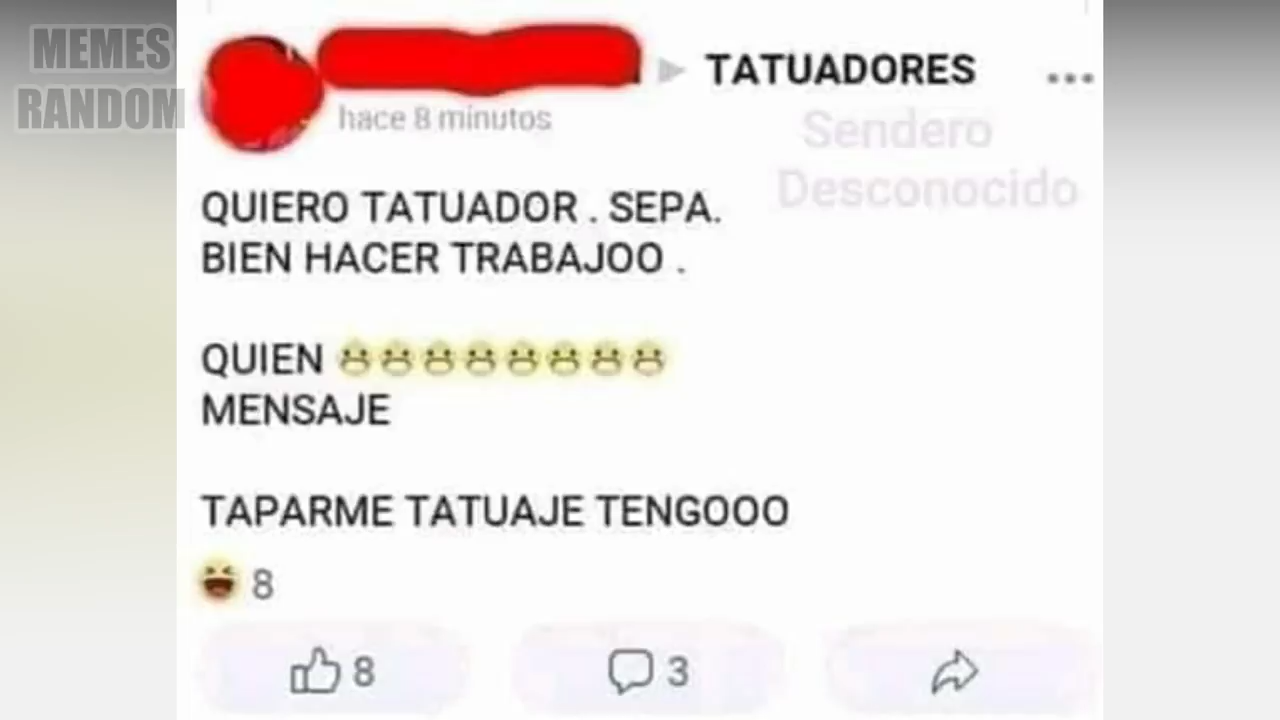 MEMES
RANDOM
TATUADORES
hace 8 minutos
Sendero
Desconocido
QUIERO TATUADOR . SEPA.
BIEN HACER TRABAJOO .
QUIEN
MENSAJE
TAPARME TATUAJE TENGOOO
8
8
3